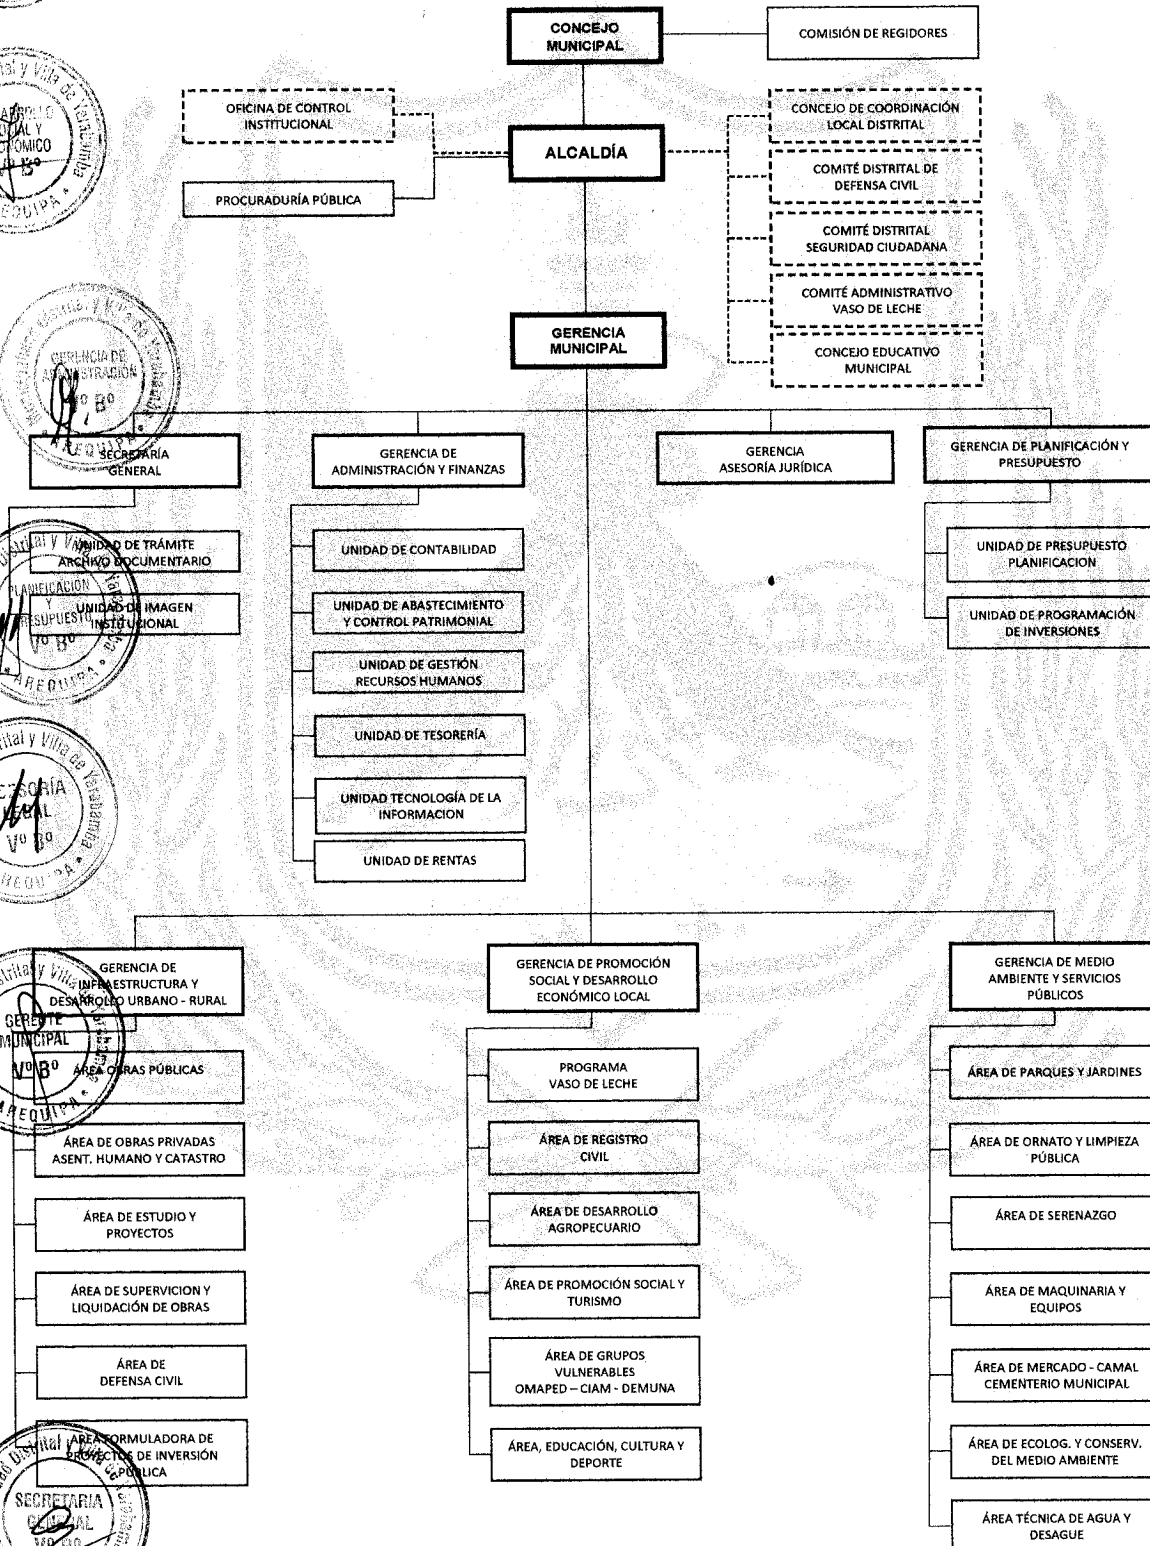 CONCEJO
MUNICIPAL
COMISIÓN DE REGIDORES
OFICINA DE CONTROL
INSTITUCIONAL
ALCALDÍA
PROCURADURÍA PÚBLICA
CONCEJO DE COORDINACIÓN
LOCAL DISTRITAL
COMITÉ DISTRITAL DE
DEFENSA CIVIL
COMITÉ DISTRITAL
SEGURIDAD CIUDADANA
COMITÉ ADMINISTRATIVO
VASO DE LECHE
CONCEJO EDUCATIVO
MUNICIPAL
GERENCIA
MUNICIPAL
SECRETARÍA
GENERAL
GERENCIA DE
ADMINISTRACIÓN Y FINANZAS
GERENCIA
ASESORÍA JURÍDICA
GERENCIA DE PLANIFICACIÓN Y
PRESUPUESTO
UNIDAD DE TRÁMITE
ARCHIVO DOCUMENTARIO
UNIDAD DE IMAGEN
INSTITUCIONAL
UNIDAD DE CONTABILIDAD
UNIDAD DE ABASTECIMIENTO
Y CONTROL PATRIMONIAL
UNIDAD DE GESTIÓN
RECURSOS HUMANOS
UNIDAD DE TESORERÍA
UNIDAD TECNOLOGÍA DE LA
INFORMACION
UNIDAD DE RENTAS
UNIDAD DE PRESUPUESTO
PLANIFICACION
UNIDAD DE PROGRAMACIÓN
DE INVERSIONES
GERENCIA DE
INFRAESTRUCTURA Y
DESARROLLO URBANO - RURAL
ÁREA OBRAS PÚBLICAS
ÁREA DE OBRAS PRIVADAS
ASENT. HUMANO Y CATASTRO
ÁREA DE ESTUDIO Y
PROYECTOS
ÁREA DE SUPERVICION Y
LIQUIDACIÓN DE OBRAS
ÁREA DE
DEFENSA CIVIL
AREA FORMULADORA DE
PROYECTOS DE INVERSIÓN
PÚBLICA
GERENCIA DE PROMOCIÓN
SOCIAL Y DESARROLLO
ECONÓMICO LOCAL
PROGRAMA
VASO DE LECHE
ÁREA DE REGISTRO
CIVIL
ÁREA DE DESARROLLO
AGROPECUARIO
ÁREA DE PROMOCIÓN SOCIAL Y
TURISMO
ÁREA DE GRUPOS
VULNERABLES
OMAPED – CIAM - DEMUNA
ÁREA, EDUCACIÓN, CULTURA Y
DEPORTE
GERENCIA DE MEDIO
AMBIENTE Y SERVICIOS
PÚBLICOS
ÁREA DE PARQUES Y JARDINES
ÁREA DE ORNATO Y LIMPIEZA
PÚBLICA
ÁREA DE SERENAZGO
ÁREA DE MAQUINARIA Y
EQUIPOS
ÁREA DE MERCADO - CAMAL
CEMENTERIO MUNICIPAL
ÁREA DE ECOLOG. Y CONSERV.
DEL MEDIO AMBIENTE
ÁREA TÉCNICA DE AGUA Y
DESAGUE
GERENCIA DE
ADMINISTRACIÓN
Vº Bº
AREQUIPA
PLANIFICACION
Y
PRESUPUESTO
Vº Bº
AREQUIPA
Vº Bº
GERENTE
MUNICIPAL
Vº Bº
AREQUIPA
SECRETARIA
GENERAL